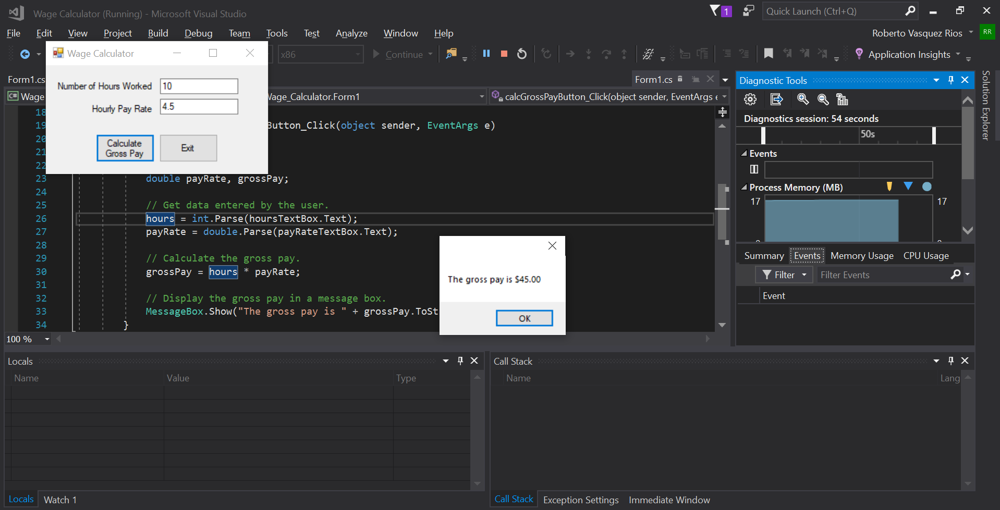 Wage Calculator (Running) - Microsoft Visual Studio
1
Quick Launch (Ctrl+Q)
File Edit View Project Build Debug Team Tools Test Analyze Window Help
Roberto Vasquez Rios RR
Wage Calculator
x86
Continue
Application Insights
Number of Hours Worked 10
Hourly Pay Rate 4.5
Calculate
Gross Pay
Exit
Form1.cs
Form1.cs
C# Wage
Wage_Calculator.Form1
calcGrossPayButton_Click(object sender, EventArgs e
18
19 Button_Click(object sender, EventArgs e)
20
21
22
23 double payRate, grossPay;
24
25 // Get data entered by the user.
26 hours = int.Parse(hoursTextBox.Text);
27 payRate = double.Parse(payRateTextBox.Text);
28
29 // Calculate the gross pay.
30 grossPay = hours * payRate;
31
32 // Display the gross pay in a message box.
33 MessageBox.Show("The gross pay is " + grossPay.ToSt
34 }
100 %
The gross pay is $45.00
OK
Diagnostic Tools
Diagnostics session: 54 seconds
50s
Events
Process Memory (MB)
17 17
Summary Events Memory Usage CPU Usage
Filter Filter Events
Event
Solution Explorer
Locals
Name Value Type
Locals Watch 1
Call Stack
Name Lang
Call Stack Exception Settings Immediate Window